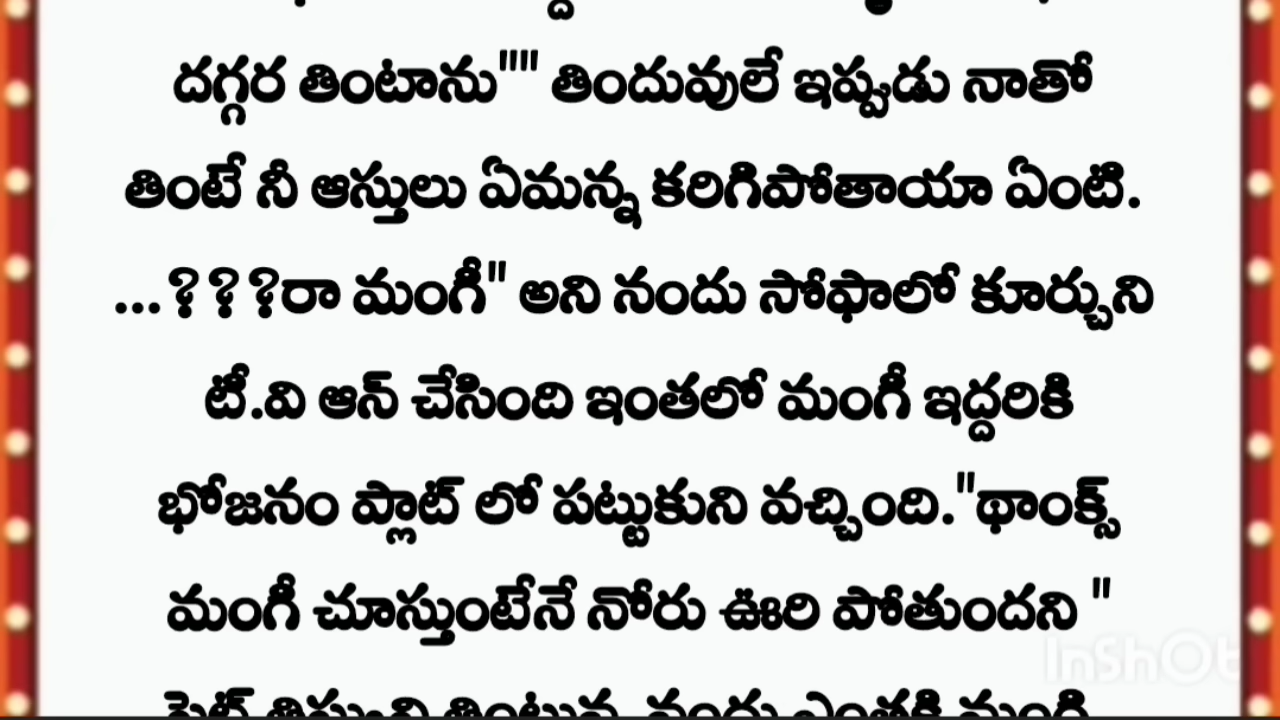 దగ్గర తింటాను"" తిందువులే ఇప్పుడు నాతో
తింటే నీ ఆస్తులు ఏమన్న కరిగిపోతాయా ఏంటి.
...???రా మంగీ" అని నందు సోఫాలో కూర్చుని
టీ.వి ఆన్ చేసింది ఇంతలో మంగీ ఇద్దరికి
భోజనం ప్లాట్ లో పట్టుకుని వచ్చింది."థాంక్స్
మంగీ చూస్తుంటేనే నోరు ఊరి పోతుందని "
InShOt